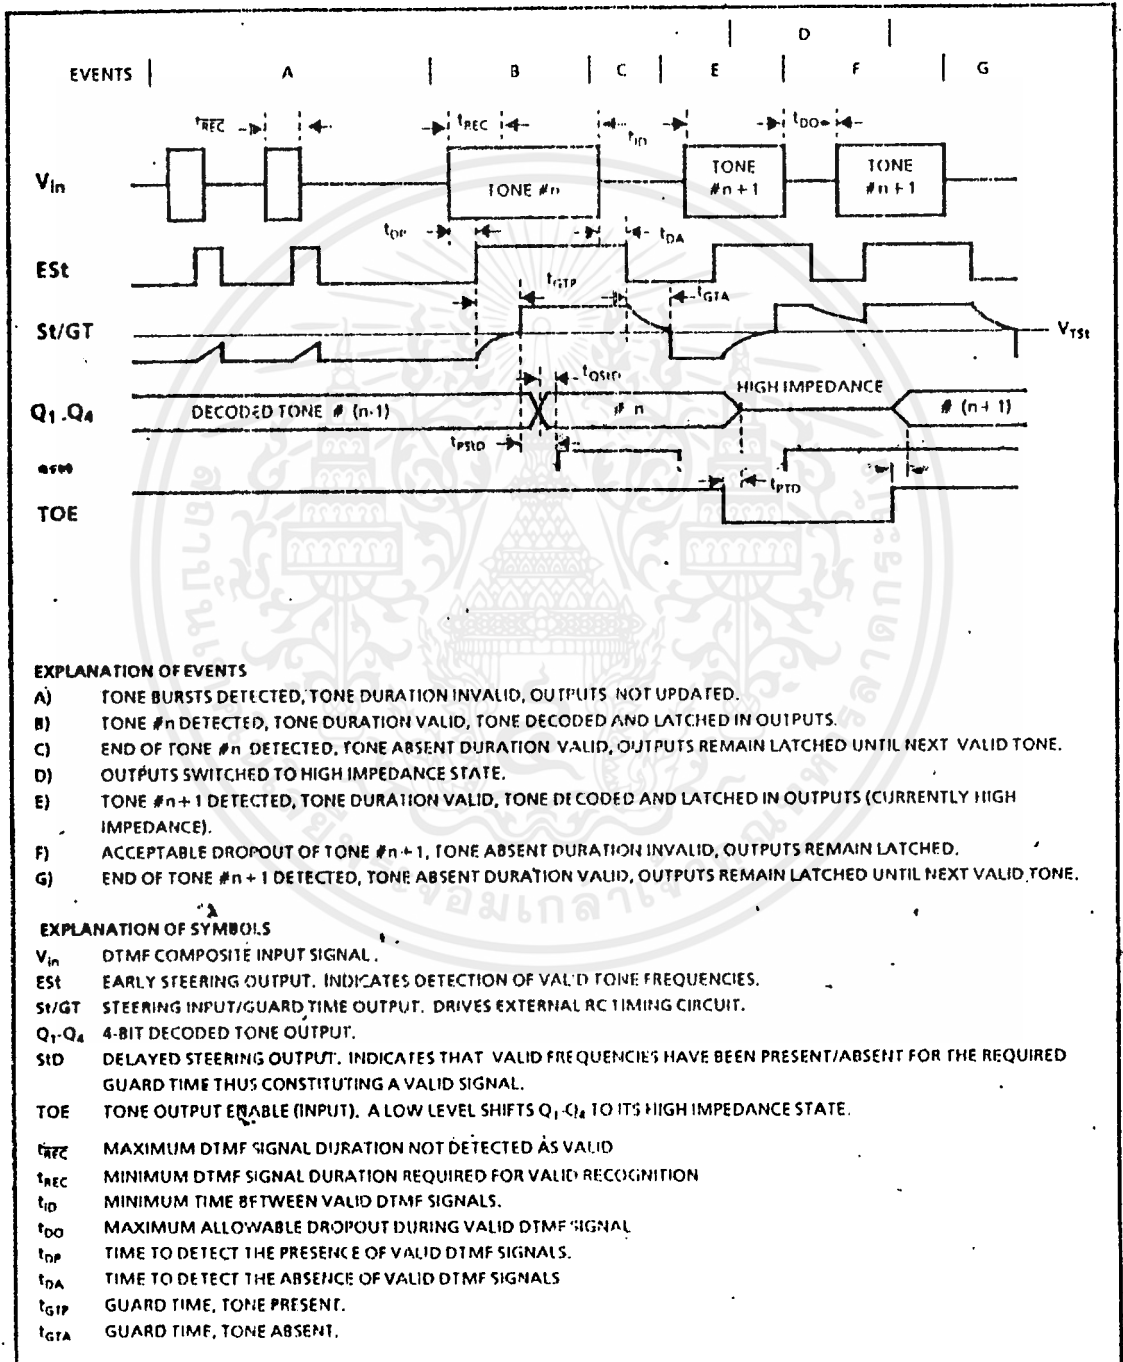 D
EVENTS A B C E F G
tREC tREC tID tDO
Vin TONE #n TONE #n + 1 TONE #n + 1
tDP tDA
ESt
tGTP tGTA
St/GT VTSt
tQStD HIGH IMPEDANCE
Q1-Q4 DECODED TONE # (n-1) # n # (n + 1)
tPStD
tPTD
TOE
EXPLANATION OF EVENTS
A) TONE BURSTS DETECTED, TONE DURATION INVALID, OUTPUTS NOT UPDATED.
B) TONE #n DETECTED, TONE DURATION VALID, TONE DECODED AND LATCHED IN OUTPUTS.
C) END OF TONE #n DETECTED, TONE ABSENT DURATION VALID, OUTPUTS REMAIN LATCHED UNTIL NEXT VALID TONE.
D) OUTPUTS SWITCHED TO HIGH IMPEDANCE STATE.
E) TONE #n + 1 DETECTED, TONE DURATION VALID, TONE DECODED AND LATCHED IN OUTPUTS (CURRENTLY HIGH
IMPEDANCE).
F) ACCEPTABLE DROPOUT OF TONE #n + 1, TONE ABSENT DURATION INVALID, OUTPUTS REMAIN LATCHED.
G) END OF TONE #n + 1 DETECTED, TONE ABSENT DURATION VALID, OUTPUTS REMAIN LATCHED UNTIL NEXT VALID TONE.
EXPLANATION OF SYMBOLS
Vin DTMF COMPOSITE INPUT SIGNAL.
ESt EARLY STEERING OUTPUT. INDICATES DETECTION OF VALID TONE FREQUENCIES.
St/GT STEERING INPUT/GUARD TIME OUTPUT. DRIVES EXTERNAL RC TIMING CIRCUIT.
Q1-Q4 4-BIT DECODED TONE OUTPUT.
StD DELAYED STEERING OUTPUT. INDICATES THAT VALID FREQUENCIES HAVE BEEN PRESENT/ABSENT FOR THE REQUIRED
GUARD TIME THUS CONSTITUTING A VALID SIGNAL.
TOE TONE OUTPUT ENABLE (INPUT). A LOW LEVEL SHIFTS Q1-Q4 TO ITS HIGH IMPEDANCE STATE.
tREC MAXIMUM DTMF SIGNAL DURATION NOT DETECTED AS VALID
tREC MINIMUM DTMF SIGNAL DURATION REQUIRED FOR VALID RECOGNITION
tID MINIMUM TIME BETWEEN VALID DTMF SIGNALS.
tDO MAXIMUM ALLOWABLE DROPOUT DURING VALID DTMF SIGNAL
tDP TIME TO DETECT THE PRESENCE OF VALID DTMF SIGNALS.
tDA TIME TO DETECT THE ABSENCE OF VALID DTMF SIGNALS
tGTP GUARD TIME, TONE PRESENT.
tGTA GUARD TIME, TONE ABSENT.